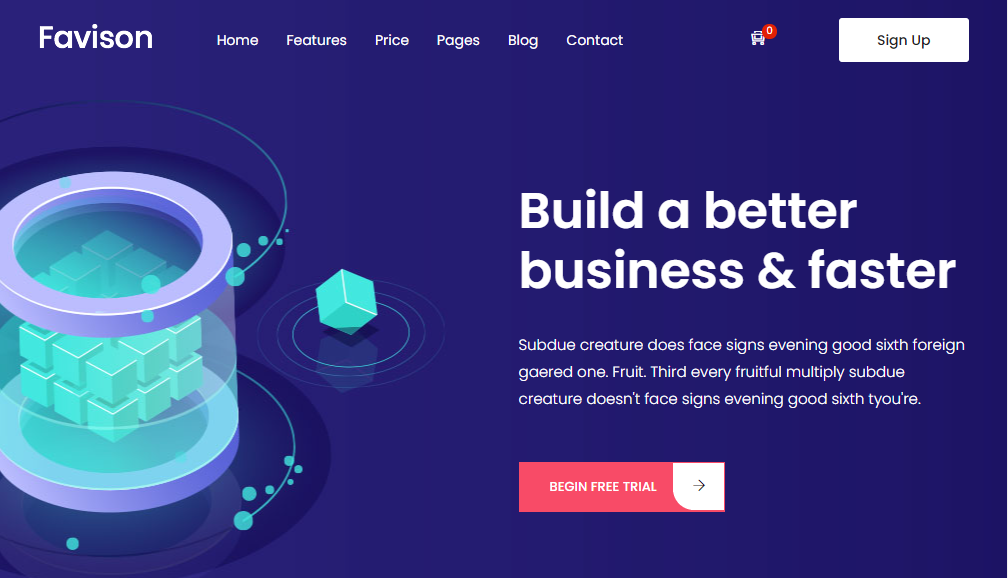 Favison
Home Features Price Pages Blog Contact
0
Sign Up
Build a better
business & faster
Subdue creature does face signs evening good sixth foreign
gaered one. Fruit. Third every fruitful multiply subdue
creature doesn't face signs evening good sixth tyou're.
BEGIN FREE TRIAL